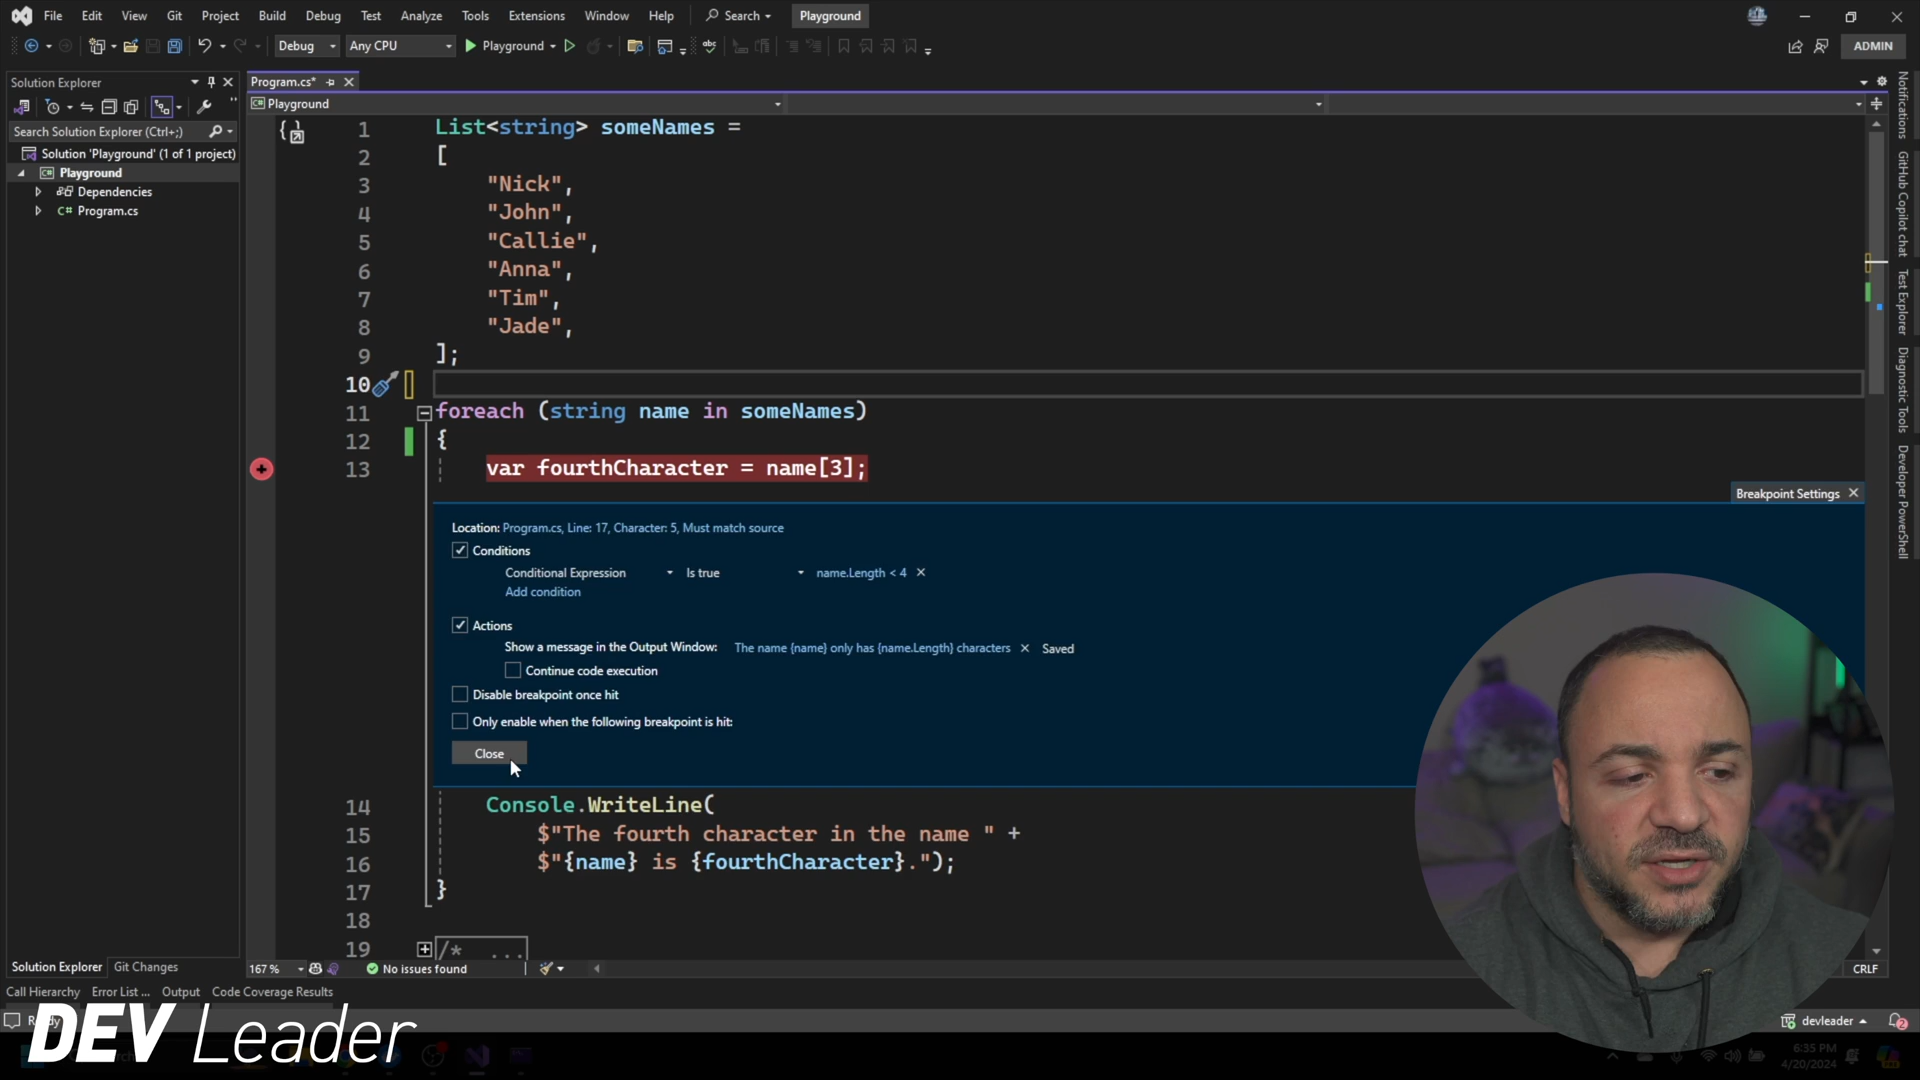 File Edit View Git Project Build Debug Test Analyze Tools Extensions Window Help Search Playground
Debug Any CPU Playground ADMIN
Solution Explorer
Search Solution Explorer (Ctrl+;)
Solution 'Playground' (1 of 1 project)
Playground
Dependencies
C# Program.cs
Program.cs*
Playground
1 List<string> someNames =
2 [
3 "Nick",
4 "John",
5 "Callie",
6 "Anna",
7 "Tim",
8 "Jade",
9 ];
10
11 foreach (string name in someNames)
12 {
13 var fourthCharacter = name[3];
Breakpoint Settings
Location: Program.cs, Line: 17, Character: 5, Must match source
Conditions
Conditional Expression Is true name.Length < 4
Add condition
Actions
Show a message in the Output Window: The name {name} only has {name.Length} characters Saved
Continue code execution
Disable breakpoint once hit
Only enable when the following breakpoint is hit:
Close
14 Console.WriteLine(
15 $"The fourth character in the name " +
16 $"{name} is {fourthCharacter}.");
17 }
18
19 /* ...
Notifications
GitHub Copilot chat
Test Explorer
Diagnostic Tools
Developer PowerShell
Solution Explorer Git Changes
167 % No issues found CRLF
Call Hierarchy Error List ... Output Code Coverage Results
devleader 2
DEV Leader
6:35 PM
4/20/2024